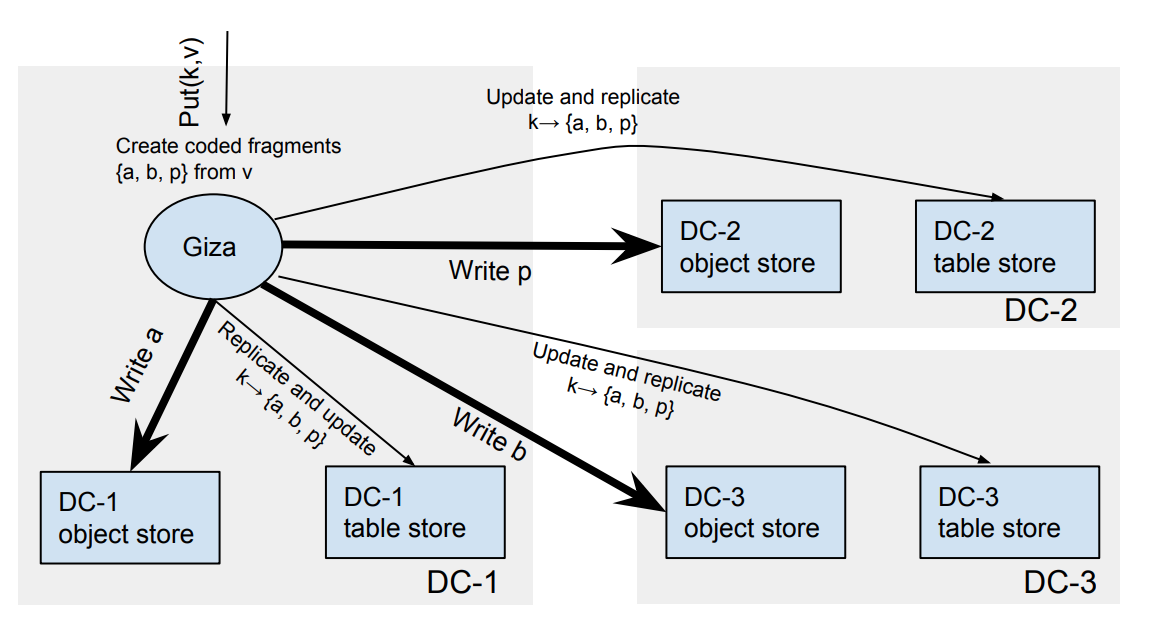 Put(k,v)
Create coded fragments
{a, b, p} from v
Giza
Update and replicate
k→ {a, b, p}
Write p
DC-2
object store
DC-2
table store
DC-2
Write a
Replicate and update
k→ {a, b, p}
Write b
Update and replicate
k→ {a, b, p}
DC-1
object store
DC-1
table store
DC-1
DC-3
object store
DC-3
table store
DC-3